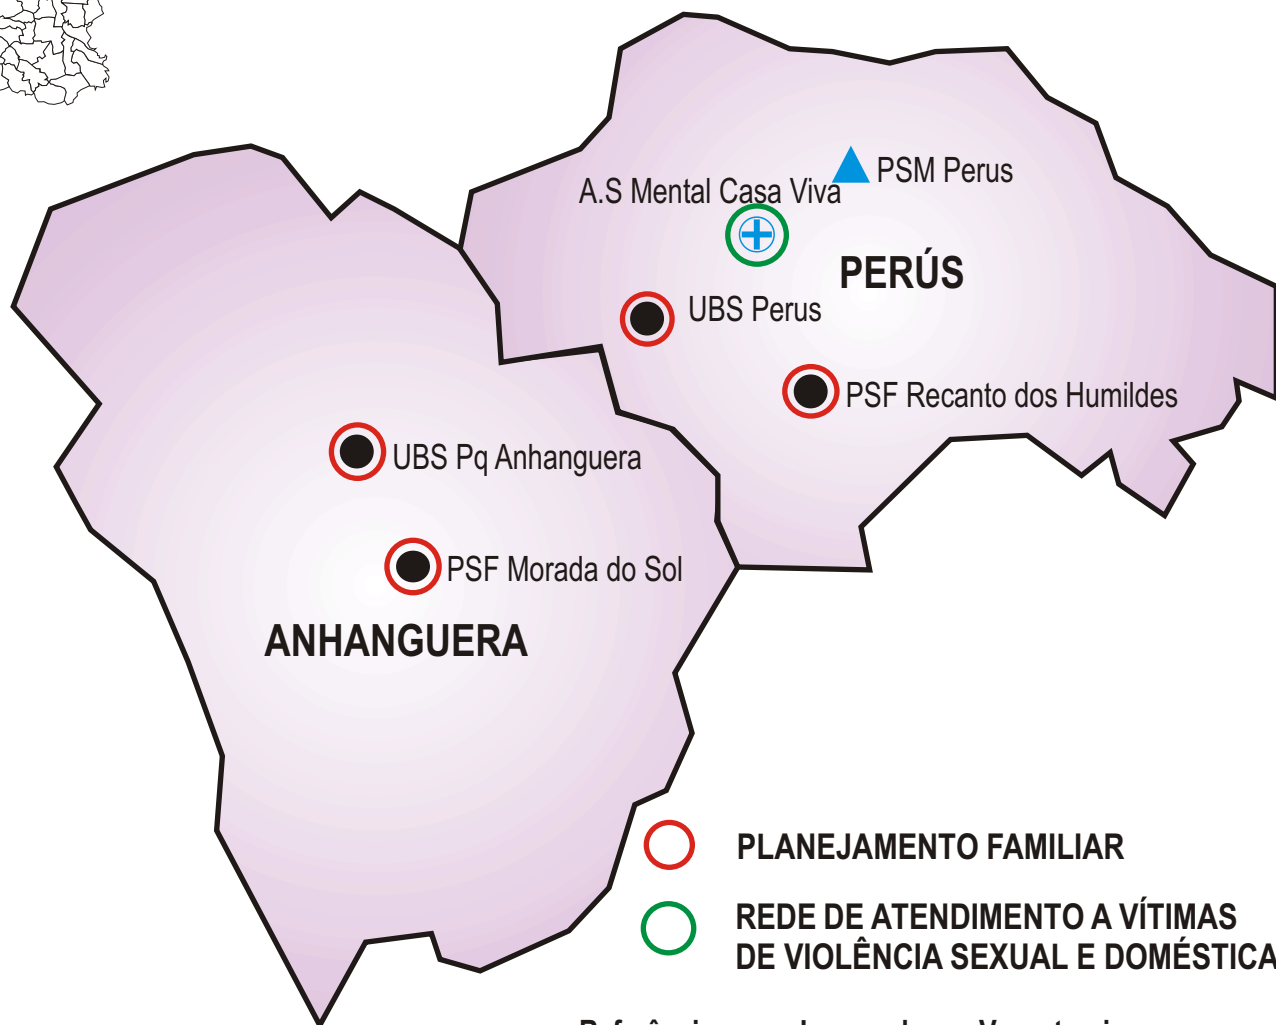 PSM Perus
A.S Mental Casa Viva
PERÚS
UBS Perus
PSF Recanto dos Humildes
UBS Pq Anhanguera
PSF Morada do Sol
ANHANGUERA
PLANEJAMENTO FAMILIAR
REDE DE ATENDIMENTO A VÍTIMAS
DE VIOLÊNCIA SEXUAL E DOMÉSTICA